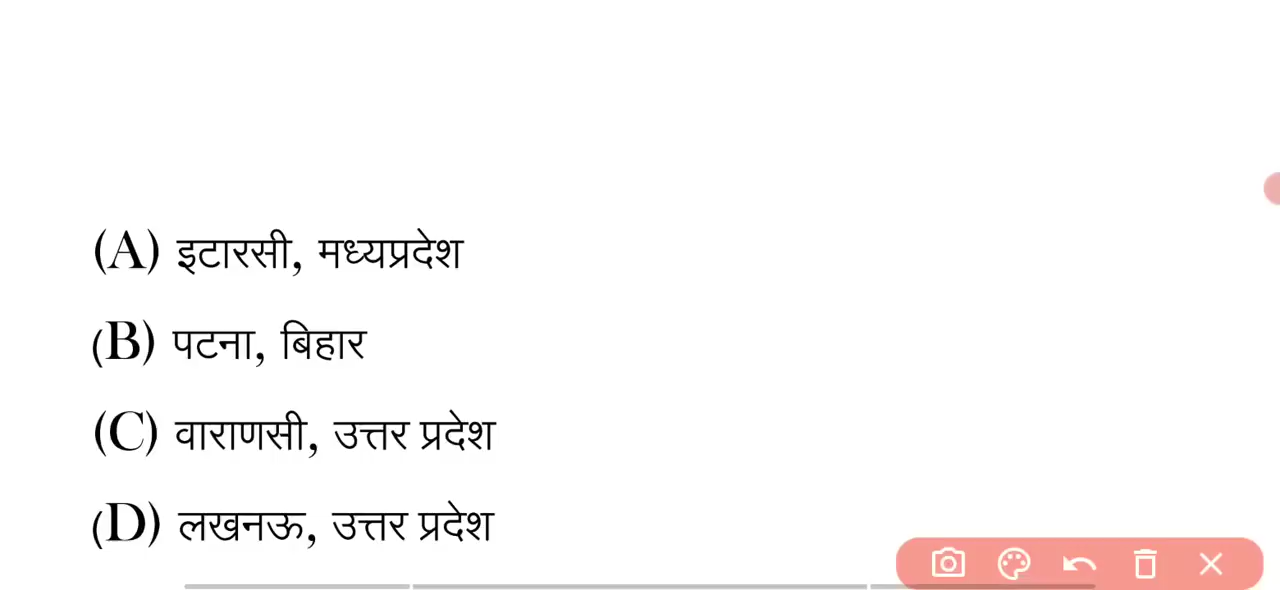 (A) इटारसी, मध्यप्रदेश
(B) पटना, बिहार
(C) वाराणसी, उत्तर प्रदेश
(D) लखनऊ, उत्तर प्रदेश